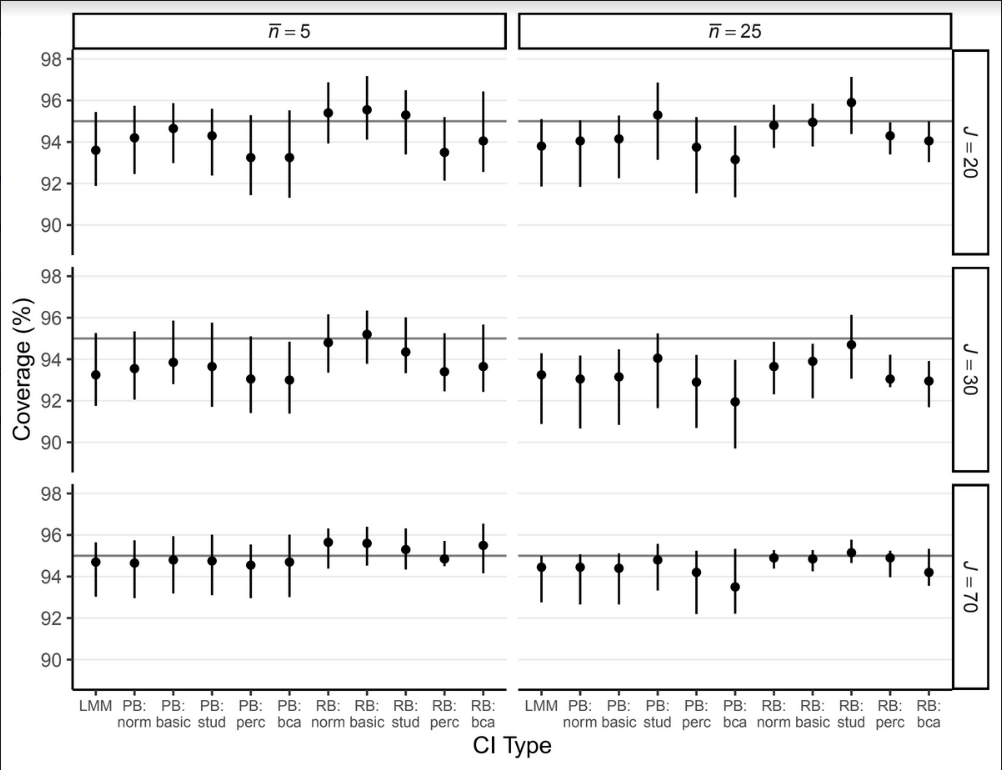 n̅ = 5
n̅ = 25
98
96
94
92
90
J = 20
98
96
94
92
90
J = 30
98
96
94
92
90
J = 70
Coverage (%)
LMM PB: PB: PB: PB: PB: RB: RB: RB: RB: RB:
norm basic stud perc bca norm basic stud perc bca
LMM PB: PB: PB: PB: PB: RB: RB: RB: RB: RB:
norm basic stud perc bca norm basic stud perc bca
CI Type